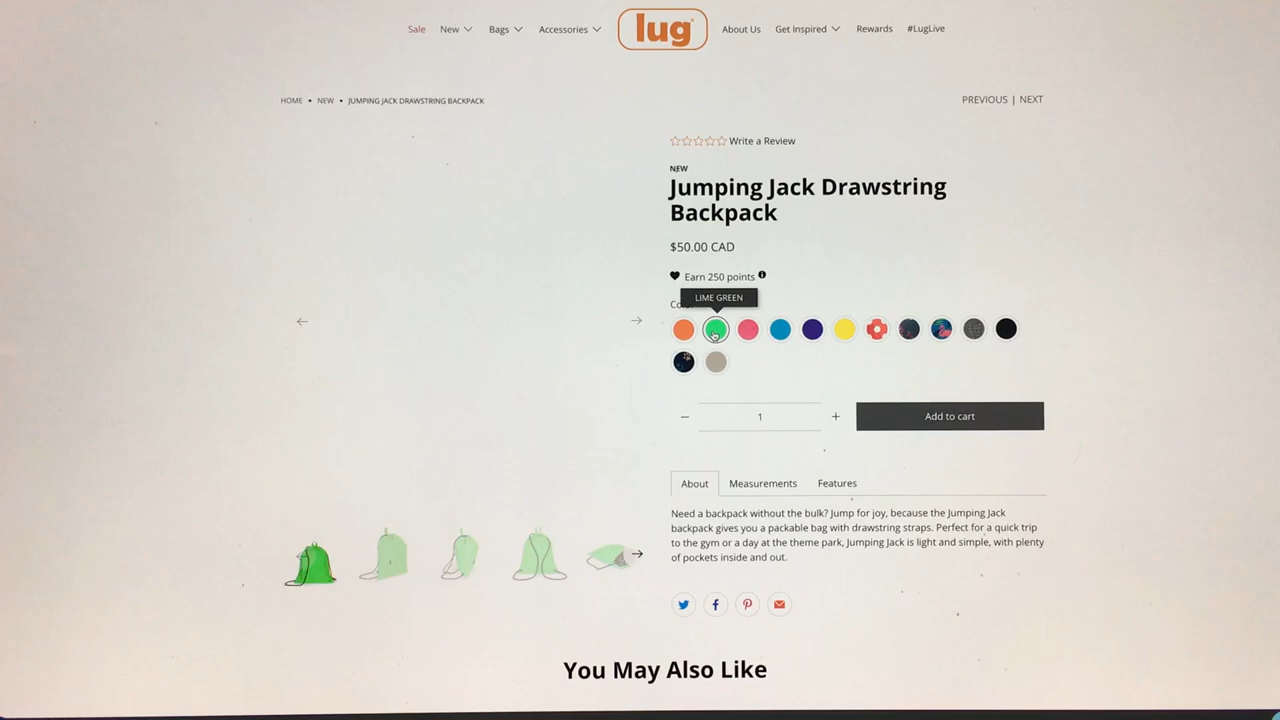 Sale New Bags Accessories lug About Us Get Inspired Rewards #LugLive
HOME • NEW • JUMPING JACK DRAWSTRING BACKPACK
PREVIOUS | NEXT
Write a Review
NEW
Jumping Jack Drawstring
Backpack
$50.00 CAD
Earn 250 points
LIME GREEN
1
Add to cart
About Measurements Features
Need a backpack without the bulk? Jump for joy, because the Jumping Jack
backpack gives you a packable bag with drawstring straps. Perfect for a quick trip
to the gym or a day at the theme park, Jumping Jack is light and simple, with plenty
of pockets inside and out.
You May Also Like